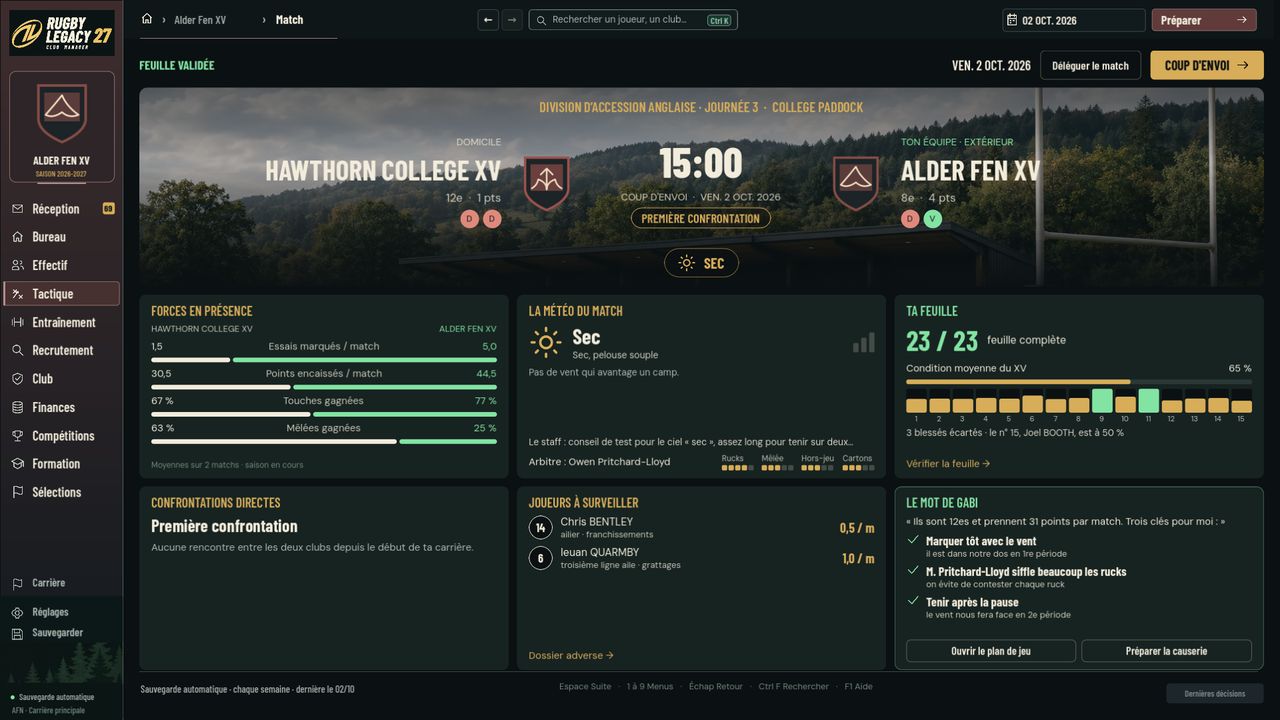 RUGBY
LEGACY 27
CLUB MANAGER
Alder Fen XV
Match
Rechercher un joueur, un club...
Ctrl K
02 OCT. 2026
Préparer
ALDER FEN XV
SAISON 2026-2027
Réception
69
Bureau
Effectif
Tactique
Entraînement
Recrutement
Club
Finances
Compétitions
Formation
Sélections
Carrière
Réglages
Sauvegarder
Sauvegarde automatique
AFN · Carrière principale
FEUILLE VALIDÉE
VEN. 2 OCT. 2026
Déléguer le match
COUP D'ENVOI →
DIVISION D'ACCESSION ANGLAISE · JOURNÉE 3 · COLLEGE PADDOCK
DOMICILE
HAWTHORN COLLEGE XV
12e · 1 pts
D D
15:00
COUP D'ENVOI · VEN. 2 OCT. 2026
PREMIÈRE CONFRONTATION
SEC
TON ÉQUIPE · EXTÉRIEUR
ALDER FEN XV
8e · 4 pts
D V
FORCES EN PRÉSENCE
HAWTHORN COLLEGE XV ALDER FEN XV
1,5 Essais marqués / match 5,0
30,5 Points encaissés / match 44,5
67 % Touches gagnées 77 %
63 % Mêlées gagnées 25 %
Moyennes sur 2 matchs · saison en cours
LA MÉTÉO DU MATCH
Sec
Sec, pelouse souple
Pas de vent qui avantage un camp.
Le staff : conseil de test pour le ciel « sec », assez long pour tenir sur deux…
Arbitre : Owen Pritchard-Lloyd
Rucks Mêlée Hors-jeu Cartons
TA FEUILLE
23 / 23 feuille complète
Condition moyenne du XV 65 %
1 2 3 4 5 6 7 8 9 10 11 12 13 14 15
3 blessés écartés · le n° 15, Joel BOOTH, est à 50 %
Vérifier la feuille →
CONFRONTATIONS DIRECTES
Première confrontation
Aucune rencontre entre les deux clubs depuis le début de ta carrière.
JOUEURS À SURVEILLER
14 Chris BENTLEY 0,5 / m
ailier · franchissements
6 Ieuan QUARMBY 1,0 / m
troisième ligne aile · grattages
Dossier adverse →
LE MOT DE GABI
« Ils sont 12es et prennent 31 points par match. Trois clés pour moi : »
Marquer tôt avec le vent
il est dans notre dos en 1re période
M. Pritchard-Lloyd siffle beaucoup les rucks
on évite de contester chaque ruck
Tenir après la pause
le vent nous fera face en 2e période
Ouvrir le plan de jeu
Préparer la causerie
Sauvegarde automatique · chaque semaine · dernière le 02/10
Espace Suite · 1 à 9 Menus · Échap Retour · Ctrl F Rechercher · F1 Aide
Dernières décisions